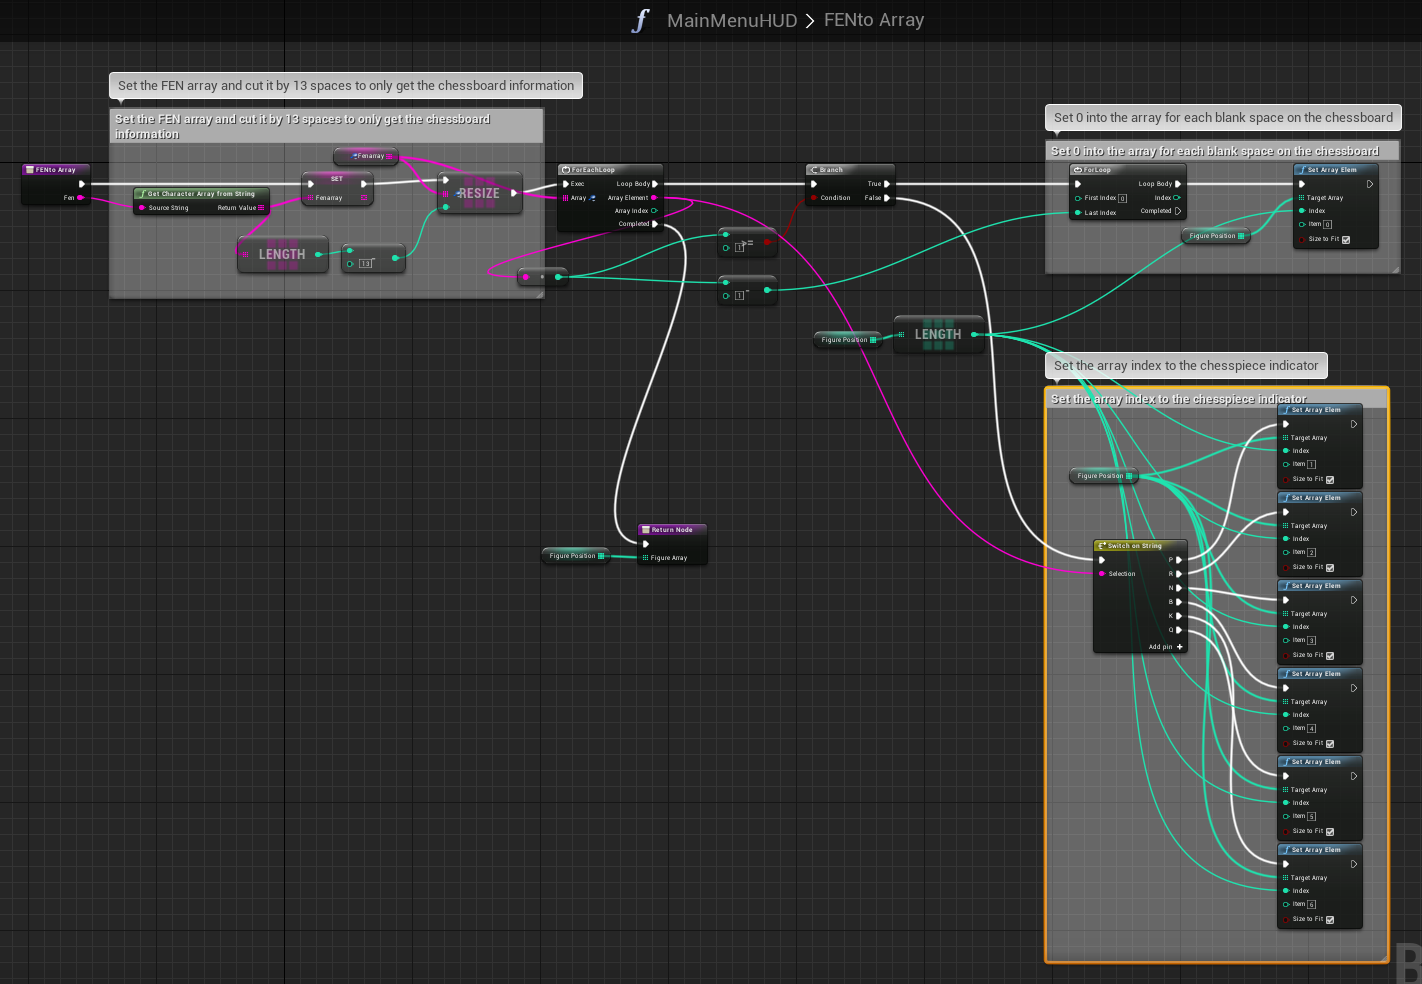 MainMenuHUD > FENto Array
Set the FEN array and cut it by 13 spaces to only get the chessboard information
Set the FEN array and cut it by 13 spaces to only get the chessboard
information
FENto Array
Fen
Get Character Array from String
Source String Return Value
Fenarray
SET
Fenarray
RESIZE
LENGTH
13
ForEachLoop
Exec Loop Body
Array Array Element
Array Index
Completed
>=
1
-
1
Branch
True
Condition False
Set 0 into the array for each blank space on the chessboard
Set 0 into the array for each blank space on the chessboard
ForLoop
Loop Body
First Index 0 Index
Last Index Completed
Figure Position
Set Array Elem
Target Array
Index
Item 0
Size to Fit
Figure Position
LENGTH
Figure Position
Return Node
Figure Array
Set the array index to the chesspiece indicator
Set the array index to the chesspiece indicator
Figure Position
Switch on String
P
Selection R
N
B
K
Q
Add pin +
Set Array Elem
Target Array
Index
Item 1
Size to Fit
Set Array Elem
Target Array
Index
Item 2
Size to Fit
Set Array Elem
Target Array
Index
Item 3
Size to Fit
Set Array Elem
Target Array
Index
Item 4
Size to Fit
Set Array Elem
Target Array
Index
Item 5
Size to Fit
Set Array Elem
Target Array
Index
Item 6
Size to Fit
B